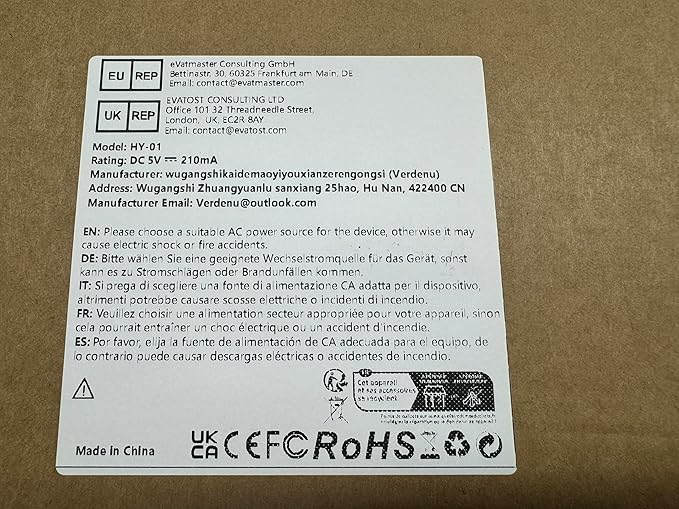 EU REP
eVatmaster Consulting GmbH
Bettinastr. 30, 60325 Frankfurt am Main, DE
Email: contact@evatmaster.com
UK REP
EVATOST CONSULTING LTD
Office 101 32 Threadneedle Street,
London, UK, EC2R 8AY
Email: contact@evatost.com
Model: HY-01
Rating: DC 5V ⎓ 210mA
Manufacturer: wugangshikaidemaoyiyouxianzerengongsi (Verdenu)
Address: Wugangshi Zhuangyuanlu sanxiang 25hao, Hu Nan, 422400 CN
Manufacturer Email: Verdenu@outlook.com
EN: Please choose a suitable AC power source for the device, otherwise it may
cause electric shock or fire accidents.
DE: Bitte wählen Sie eine geeignete Wechselstromquelle für das Gerät, sonst
kann es zu Stromschlägen oder Brandunfällen kommen.
IT: Si prega di scegliere una fonte di alimentazione CA adatta per il dispositivo,
altrimenti potrebbe causare scosse elettriche o incidenti di incendio.
FR: Veuillez choisir une alimentation secteur appropriée pour votre appareil, sinon
cela pourrait entraîner un choc électrique ou un accident d'incendie.
ES: Por favor, elija la fuente de alimentación de CA adecuada para el equipo, de
lo contrario puede causar descargas eléctricas o accidentes de incendio.
FR
Cet appareil
et ses accessoires
se recyclent
Made in China
UK CA CE FC RoHS